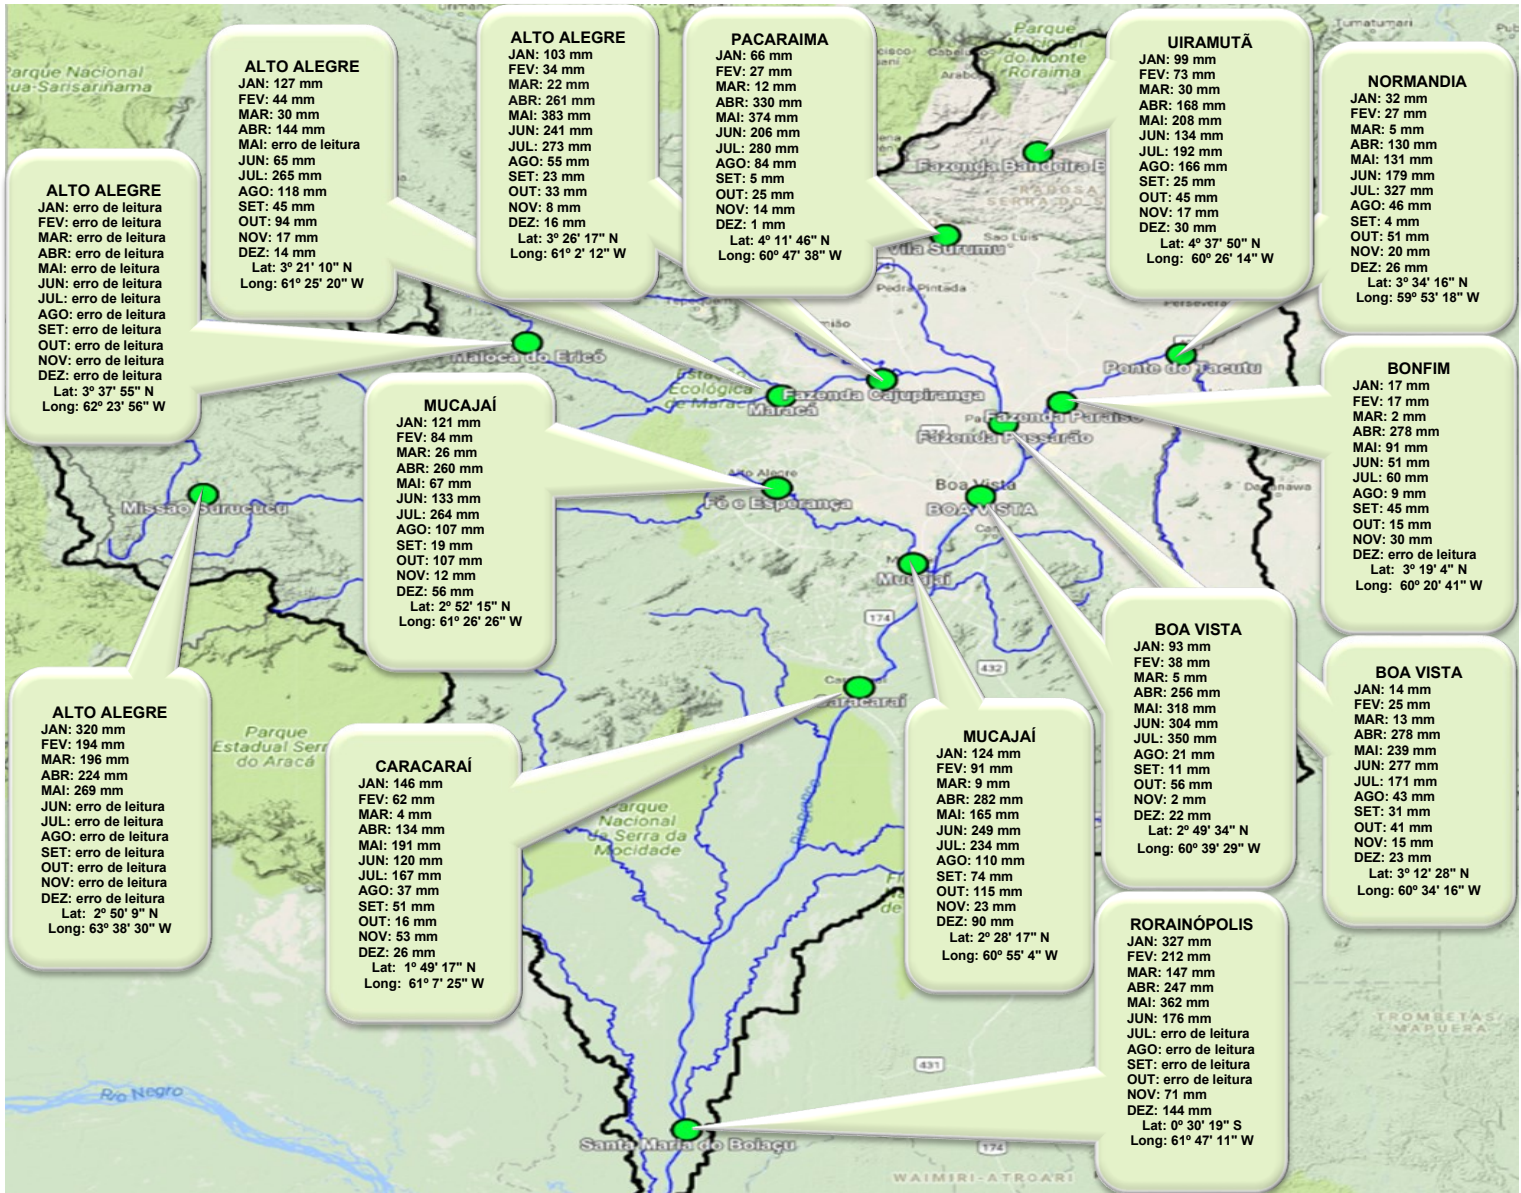 ALTO ALEGRE
JAN: erro de leitura
FEV: erro de leitura
MAR: erro de leitura
ABR: erro de leitura
MAI: erro de leitura
JUN: erro de leitura
JUL: erro de leitura
AGO: erro de leitura
SET: erro de leitura
OUT: erro de leitura
NOV: erro de leitura
DEZ: erro de leitura
Lat: 3º 37' 55" N
Long: 62º 23' 56" W
ALTO ALEGRE
JAN: 127 mm
FEV: 44 mm
MAR: 30 mm
ABR: 144 mm
MAI: erro de leitura
JUN: 65 mm
JUL: 265 mm
AGO: 118 mm
SET: 45 mm
OUT: 94 mm
NOV: 17 mm
DEZ: 14 mm
Lat: 3º 21' 10" N
Long: 61º 25' 20" W
ALTO ALEGRE
JAN: 103 mm
FEV: 34 mm
MAR: 22 mm
ABR: 261 mm
MAI: 383 mm
JUN: 241 mm
JUL: 273 mm
AGO: 55 mm
SET: 23 mm
OUT: 33 mm
NOV: 8 mm
DEZ: 16 mm
Lat: 3º 26' 17" N
Long: 61º 2' 12" W
PACARAIMA
JAN: 66 mm
FEV: 27 mm
MAR: 12 mm
ABR: 330 mm
MAI: 374 mm
JUN: 206 mm
JUL: 280 mm
AGO: 84 mm
SET: 5 mm
OUT: 25 mm
NOV: 14 mm
DEZ: 1 mm
Lat: 4º 11' 46" N
Long: 60º 47' 38" W
UIRAMUTÃ
JAN: 99 mm
FEV: 73 mm
MAR: 30 mm
ABR: 168 mm
MAI: 208 mm
JUN: 134 mm
JUL: 192 mm
AGO: 166 mm
SET: 25 mm
OUT: 45 mm
NOV: 17 mm
DEZ: 30 mm
Lat: 4º 37' 50" N
Long: 60º 26' 14" W
NORMANDIA
JAN: 32 mm
FEV: 27 mm
MAR: 5 mm
ABR: 130 mm
MAI: 131 mm
JUN: 179 mm
JUL: 327 mm
AGO: 46 mm
SET: 4 mm
OUT: 51 mm
NOV: 20 mm
DEZ: 26 mm
Lat: 3º 34' 16" N
Long: 59º 53' 18" W
MUCAJAÍ
JAN: 121 mm
FEV: 84 mm
MAR: 26 mm
ABR: 260 mm
MAI: 67 mm
JUN: 133 mm
JUL: 264 mm
AGO: 107 mm
SET: 19 mm
OUT: 107 mm
NOV: 12 mm
DEZ: 56 mm
Lat: 2º 52' 15" N
Long: 61º 26' 26" W
BONFIM
JAN: 17 mm
FEV: 17 mm
MAR: 2 mm
ABR: 278 mm
MAI: 91 mm
JUN: 51 mm
JUL: 60 mm
AGO: 9 mm
SET: 45 mm
OUT: 15 mm
NOV: 30 mm
DEZ: erro de leitura
Lat: 3º 19' 4" N
Long: 60º 20' 41" W
ALTO ALEGRE
JAN: 320 mm
FEV: 194 mm
MAR: 196 mm
ABR: 224 mm
MAI: 269 mm
JUN: erro de leitura
JUL: erro de leitura
AGO: erro de leitura
SET: erro de leitura
OUT: erro de leitura
NOV: erro de leitura
DEZ: erro de leitura
Lat: 2º 50' 9" N
Long: 63º 38' 30" W
CARACARAÍ
JAN: 146 mm
FEV: 62 mm
MAR: 4 mm
ABR: 134 mm
MAI: 191 mm
JUN: 120 mm
JUL: 167 mm
AGO: 37 mm
SET: 51 mm
OUT: 16 mm
NOV: 53 mm
DEZ: 26 mm
Lat: 1º 49' 17" N
Long: 61º 7' 25" W
MUCAJAÍ
JAN: 124 mm
FEV: 91 mm
MAR: 9 mm
ABR: 282 mm
MAI: 165 mm
JUN: 249 mm
JUL: 234 mm
AGO: 110 mm
SET: 74 mm
OUT: 115 mm
NOV: 23 mm
DEZ: 90 mm
Lat: 2º 28' 17" N
Long: 60º 55' 4" W
BOA VISTA
JAN: 93 mm
FEV: 38 mm
MAR: 5 mm
ABR: 256 mm
MAI: 318 mm
JUN: 304 mm
JUL: 350 mm
AGO: 21 mm
SET: 11 mm
OUT: 56 mm
NOV: 2 mm
DEZ: 22 mm
Lat: 2º 49' 34" N
Long: 60º 39' 29" W
BOA VISTA
JAN: 14 mm
FEV: 25 mm
MAR: 13 mm
ABR: 278 mm
MAI: 239 mm
JUN: 277 mm
JUL: 171 mm
AGO: 43 mm
SET: 31 mm
OUT: 41 mm
NOV: 15 mm
DEZ: 23 mm
Lat: 3º 12' 28" N
Long: 60º 34' 16" W
RORAINÓPOLIS
JAN: 327 mm
FEV: 212 mm
MAR: 147 mm
ABR: 247 mm
MAI: 362 mm
JUN: 176 mm
JUL: erro de leitura
AGO: erro de leitura
SET: erro de leitura
OUT: erro de leitura
NOV: 71 mm
DEZ: 144 mm
Lat: 0º 30' 19" S
Long: 61º 47' 11" W
Parque Nacional
Parque
do Monte
Roraima
Tumatumari
Fazenda Bandeira B
Vila Surumu
Sao Luis
Pedra Pintada
Maloca do Ericó
Ponte do Tacutu
Maracá
Fazenda Cajupiranga
Fazenda Paraíso
Fazenda Passarão
Missão Surucucu
Alto Alegre
Fé e Esperança
Boa Vista
BOA VISTA
Mucajaí
174
432
Caracaraí
Parque
Estadual Serra
do Aracá
Parque
Nacional
da Serra da
Mocidade
Rio Branco
TROMBETAS/
MAPUERA
431
Rio Negro
Santa Maria do Boiaçu
174
WAIMIRI-ATROARI